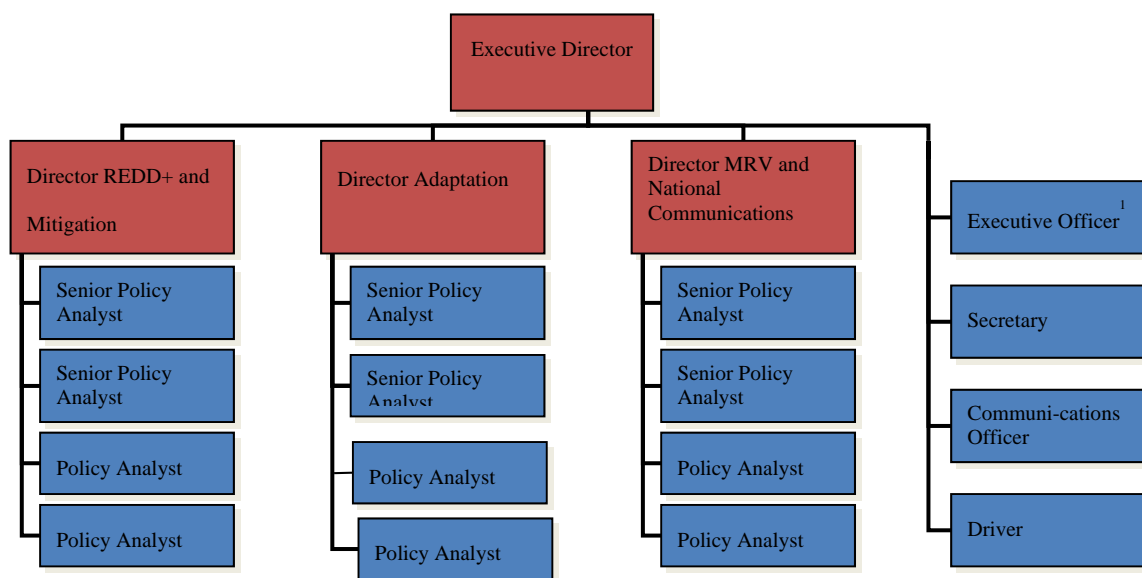 Executive Director
Director REDD+ and
Mitigation
Senior Policy
Analyst
Senior Policy
Analyst
Policy Analyst
Policy Analyst
Director Adaptation
Senior Policy
Analyst
Senior Policy
Analyst
Policy Analyst
Policy Analyst
Director MRV and
National
Communications
Senior Policy
Analyst
Senior Policy
Analyst
Policy Analyst
Policy Analyst
Executive Officer¹
Secretary
Communi-cations
Officer
Driver